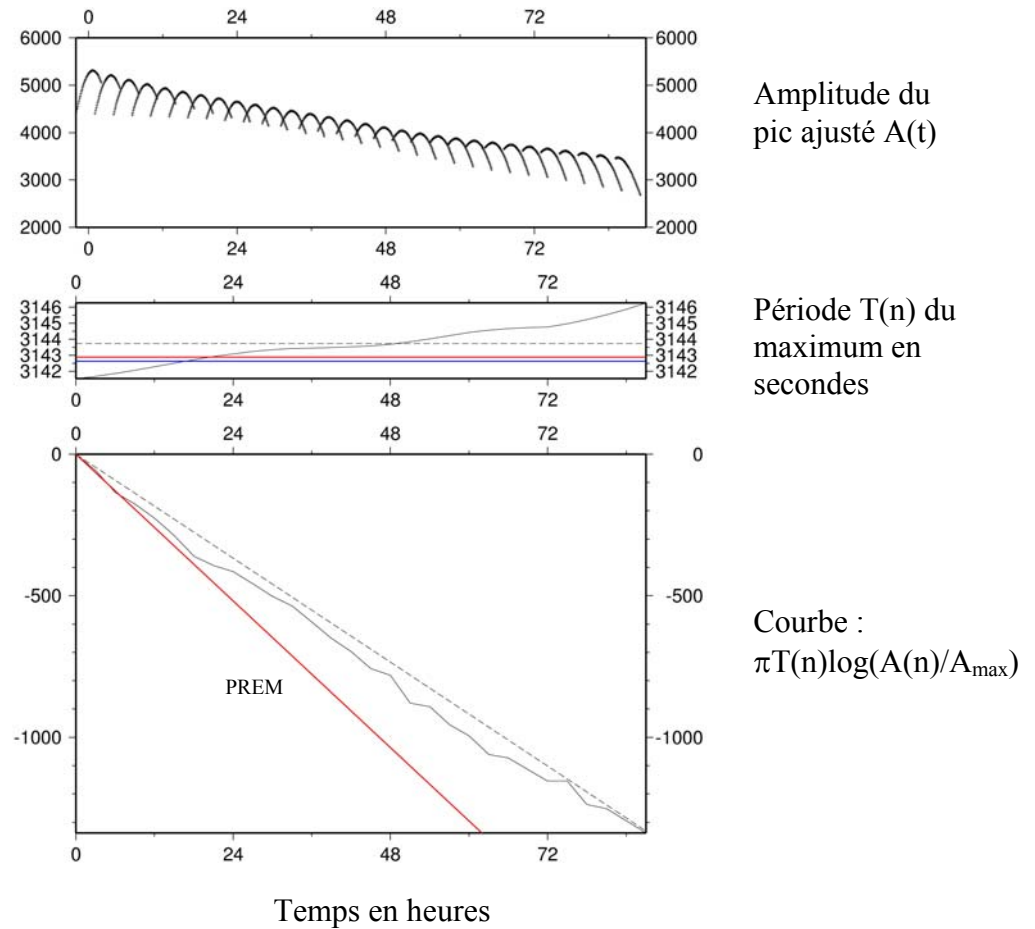 0 24 48 72
6000 6000
5000 5000
4000 4000
3000 3000
2000 2000
0 24 48 72
Amplitude du
pic ajusté A(t)
0 24 48 72
3146 3146
3145 3145
3144 3144
3143 3143
3142 3142
0 24 48 72
Période T(n) du
maximum en
secondes
0 24 48 72
0 0
-500 -500
-1000 -1000
PREM
0 24 48 72
Courbe :
πT(n)log(A(n)/Amax)
Temps en heures